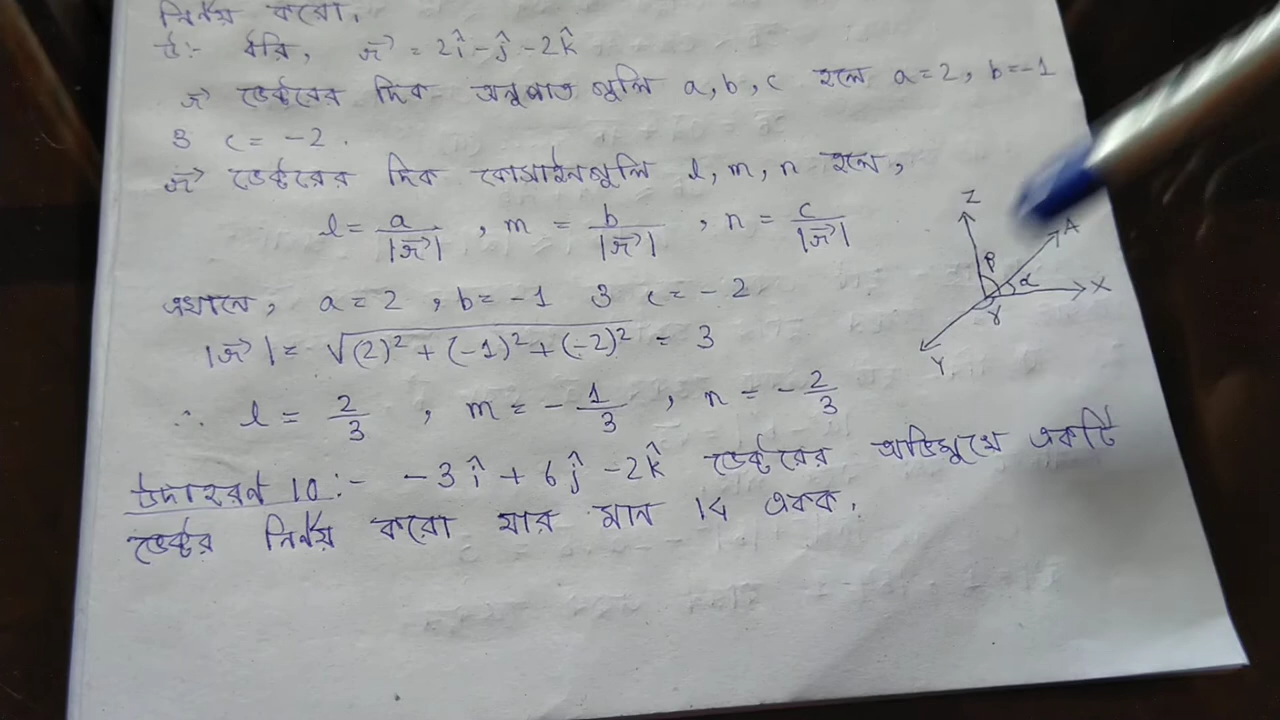 নির্ণয় করো।
উঃ- ধরি, r⃗ = 2î - ĵ - 2k̂
r⃗ ভেক্টরের দিক অনুপাত গুলি a, b, c হলে a = 2, b = -1
ও c = -2.
r⃗ ভেক্টরের দিক কোসাইনগুলি l, m, n হলে,
l = a/|r⃗| , m = b/|r⃗| , n = c/|r⃗|
এখানে, a = 2 , b = -1 ও c = -2
|r⃗| = √(2)² + (-1)² + (-2)² = 3
∴ l = 2/3 , m = -1/3 , n = -2/3
Z
A
β
α
X
γ
Y
উদাহরণ 10:- -3î + 6ĵ - 2k̂ ভেক্টরের অভিমুখে একটি
ভেক্টর নির্ণয় করো যার মান 14 একক।